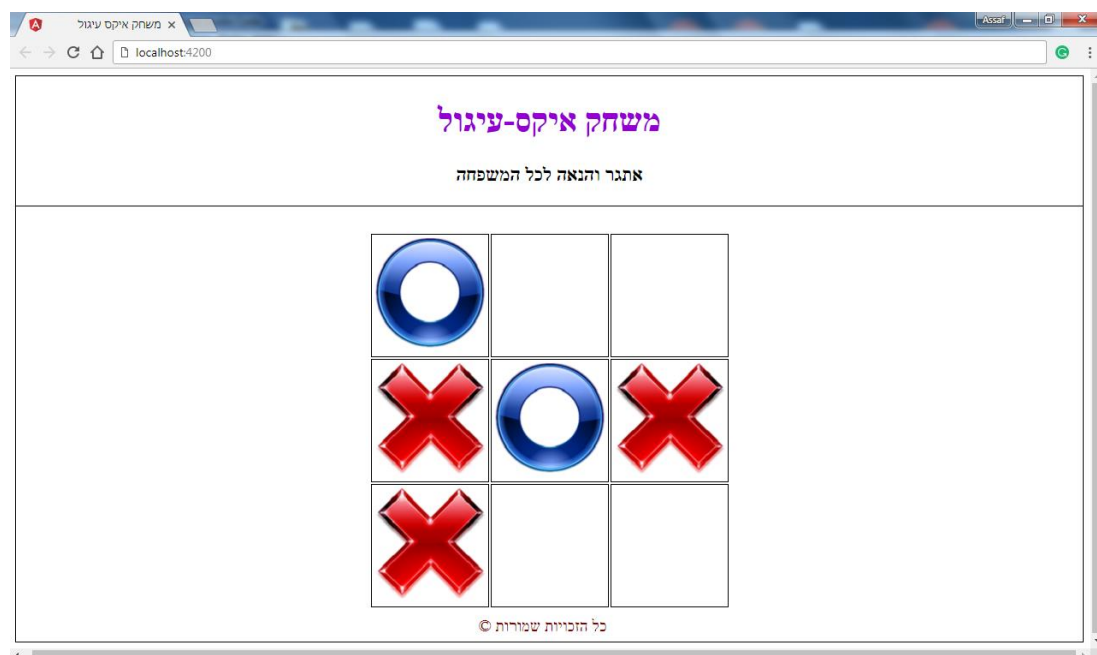 משחק איקס עיגול
Assaf
localhost:4200
משחק איקס-עיגול
אתגר והנאה לכל המשפחה
כל הזכויות שמורות ©